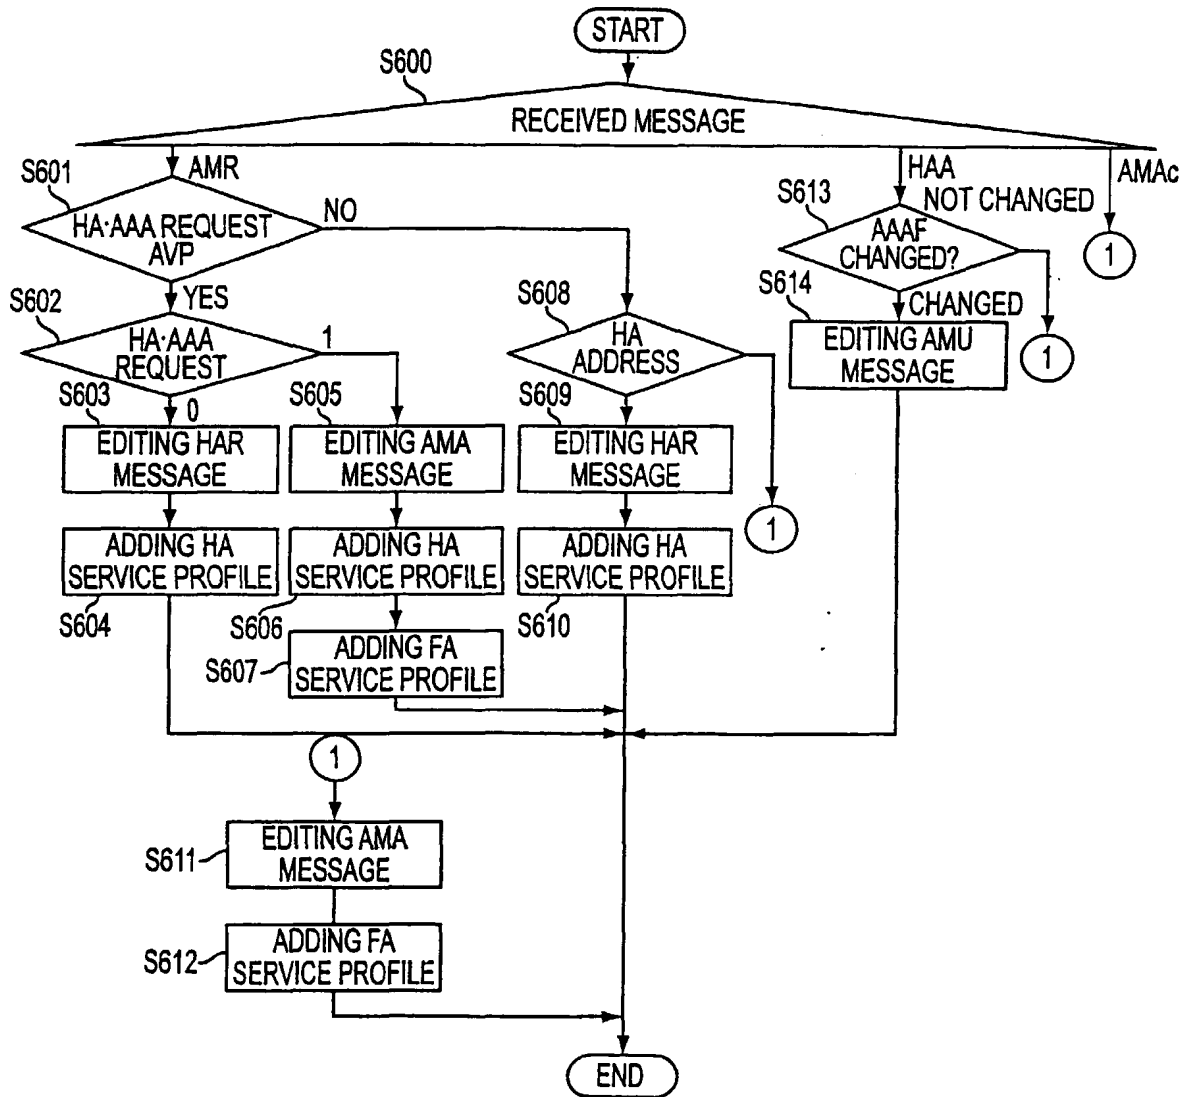 START
S600
RECEIVED MESSAGE
AMR
HAA
AMAc
S601
HA·AAA REQUEST
AVP
NO
S613
NOT CHANGED
AAAF
CHANGED?
1
YES
S602
HA·AAA
REQUEST
1
S608
HA
ADDRESS
S614
CHANGED
EDITING AMU
MESSAGE
1
S603
0
EDITING HAR
MESSAGE
S605
EDITING AMA
MESSAGE
S609
EDITING HAR
MESSAGE
1
ADDING HA
SERVICE PROFILE
S604
ADDING HA
SERVICE PROFILE
S606
ADDING HA
SERVICE PROFILE
S610
S607
ADDING FA
SERVICE PROFILE
1
S611
EDITING AMA
MESSAGE
S612
ADDING FA
SERVICE PROFILE
END